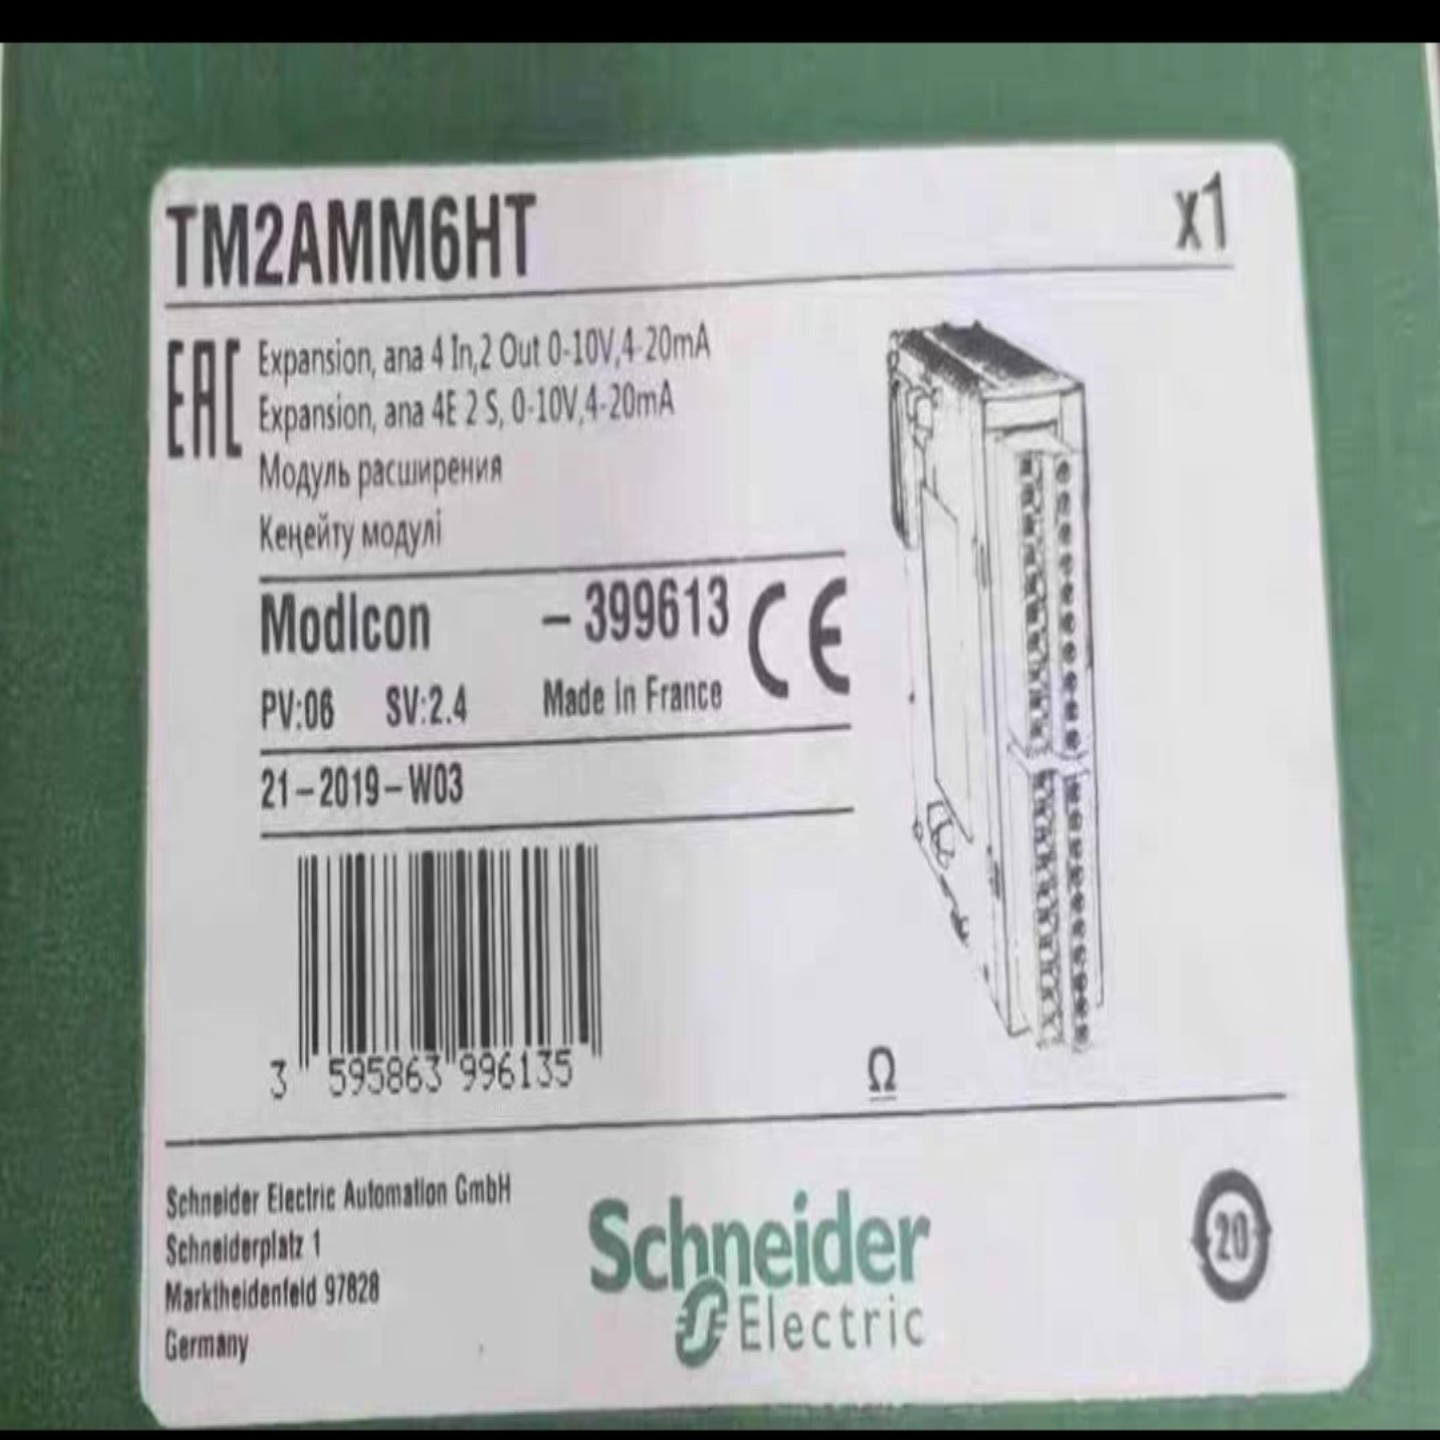 TM2AMM6HT x1
EAC
Expansion, ana 4 In,2 Out 0-10V,4-20mA
Expansion, ana 4E 2 S, 0-10V,4-20mA
Модуль расширения
Кеңейту модулі
ModIcon – 399613 CE
PV:06 SV:2.4 Made In France
21–2019–W03
3 595863 996135
Ω
Schneider Electric Automation GmbH
Schneiderplatz 1
Marktheidenfeld 97828
Germany
Schneider
Electric
20